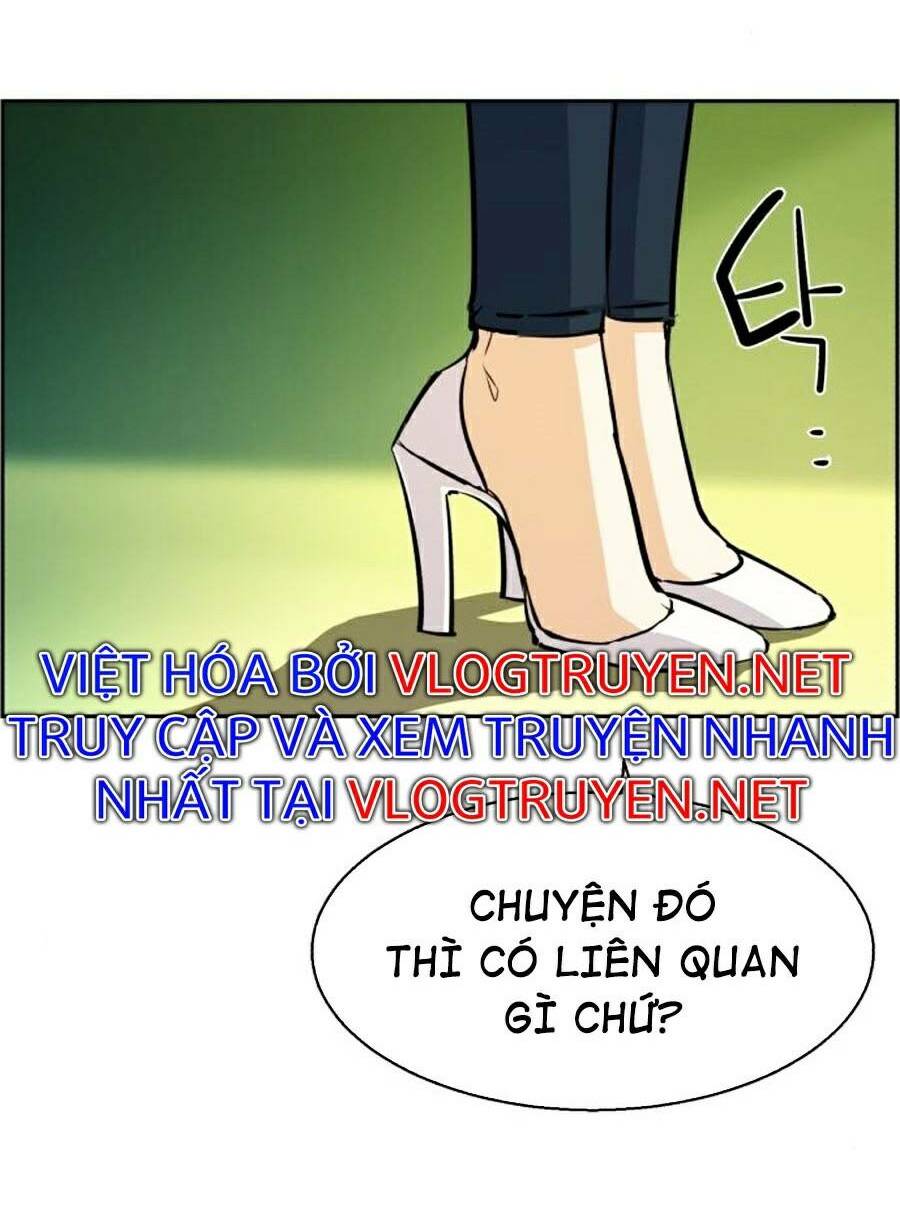 탁
VIỆT HÓA BỞI VLOGTRUYEN.NET
TRUY CẬP VÀ XEM TRUYỆN NHANH
NHẤT TẠI VLOGTRUYEN.NET
CHUYỆN ĐÓ
THÌ CÓ LIÊN QUAN
GÌ CHỨ?